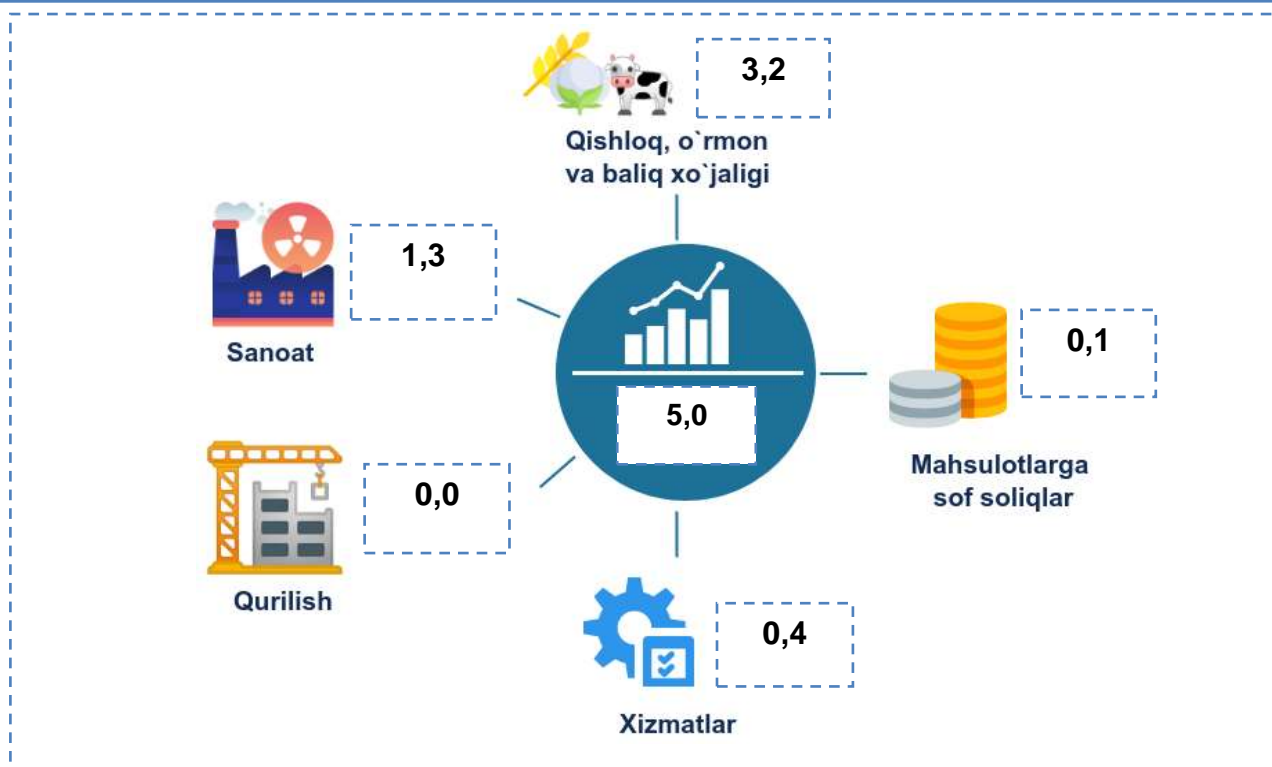 3,2
Qishloq, o`rmon
va baliq xo`jaligi
1,3
Sanoat
0,1
Mahsulotlarga
sof soliqlar
5,0
0,0
Qurilish
0,4
Xizmatlar